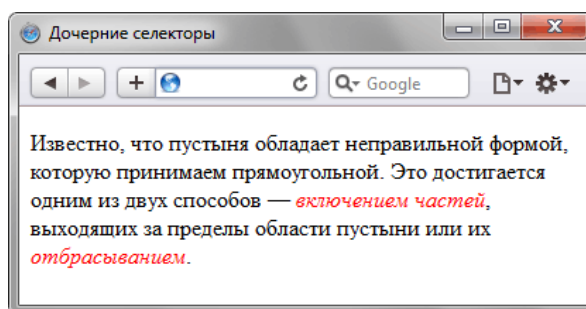 Дочерние селекторы
Google
Известно, что пустыня обладает неправильной формой,
которую принимаем прямоугольной. Это достигается
одним из двух способов — включением частей,
выходящих за пределы области пустыни или их
отбрасыванием.